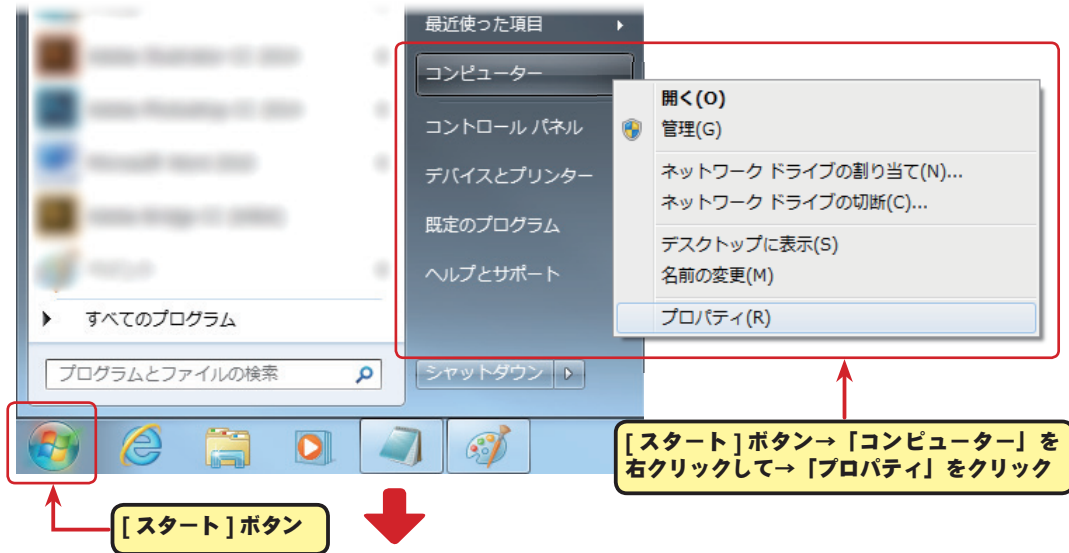 最近使った項目
コンピューター
開く(O)
管理(G)
コントロール パネル
ネットワーク ドライブの割り当て(N)...
デバイスとプリンター
ネットワーク ドライブの切断(C)...
既定のプログラム
デスクトップに表示(S)
ヘルプとサポート
名前の変更(M)
すべてのプログラム
プロパティ(R)
プログラムとファイルの検索
シャットダウン
[スタート]ボタン→「コンピューター」を
右クリックして→「プロパティ」をクリック
[スタート]ボタン